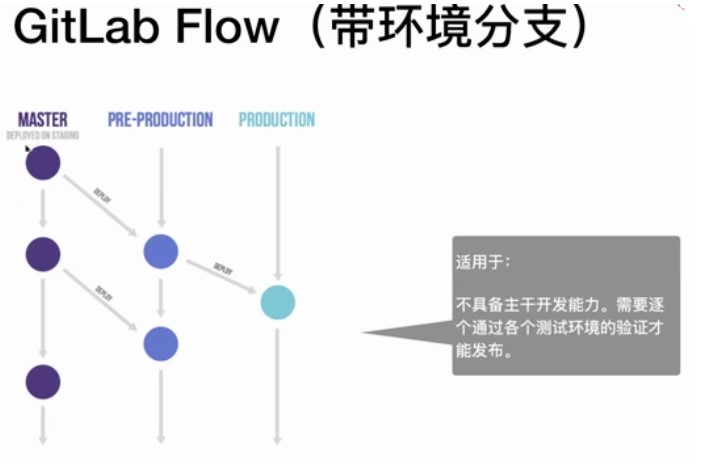 GitLab Flow（带环境分支）
MASTER
DEPLOYED ON STAGING
PRE-PRODUCTION
PRODUCTION
DEPLOY
DEPLOY
DEPLOY
适用于：
不具备主干开发能力。需要逐
个通过各个测试环境的验证才
能发布。